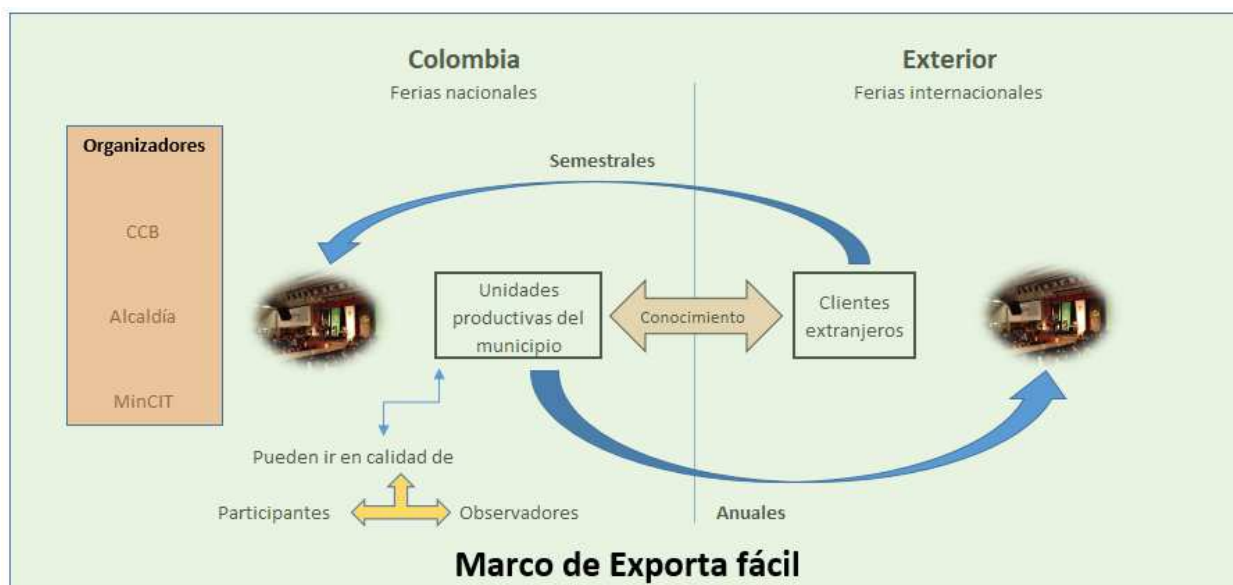 Colombia
Ferias nacionales
Exterior
Ferias internacionales
Organizadores
CCB
Alcaldía
MinCIT
Semestrales
Unidades
productivas del
municipio
Conocimiento
Clientes
extranjeros
Pueden ir en calidad de
Participantes
Observadores
Anuales
Marco de Exporta fácil